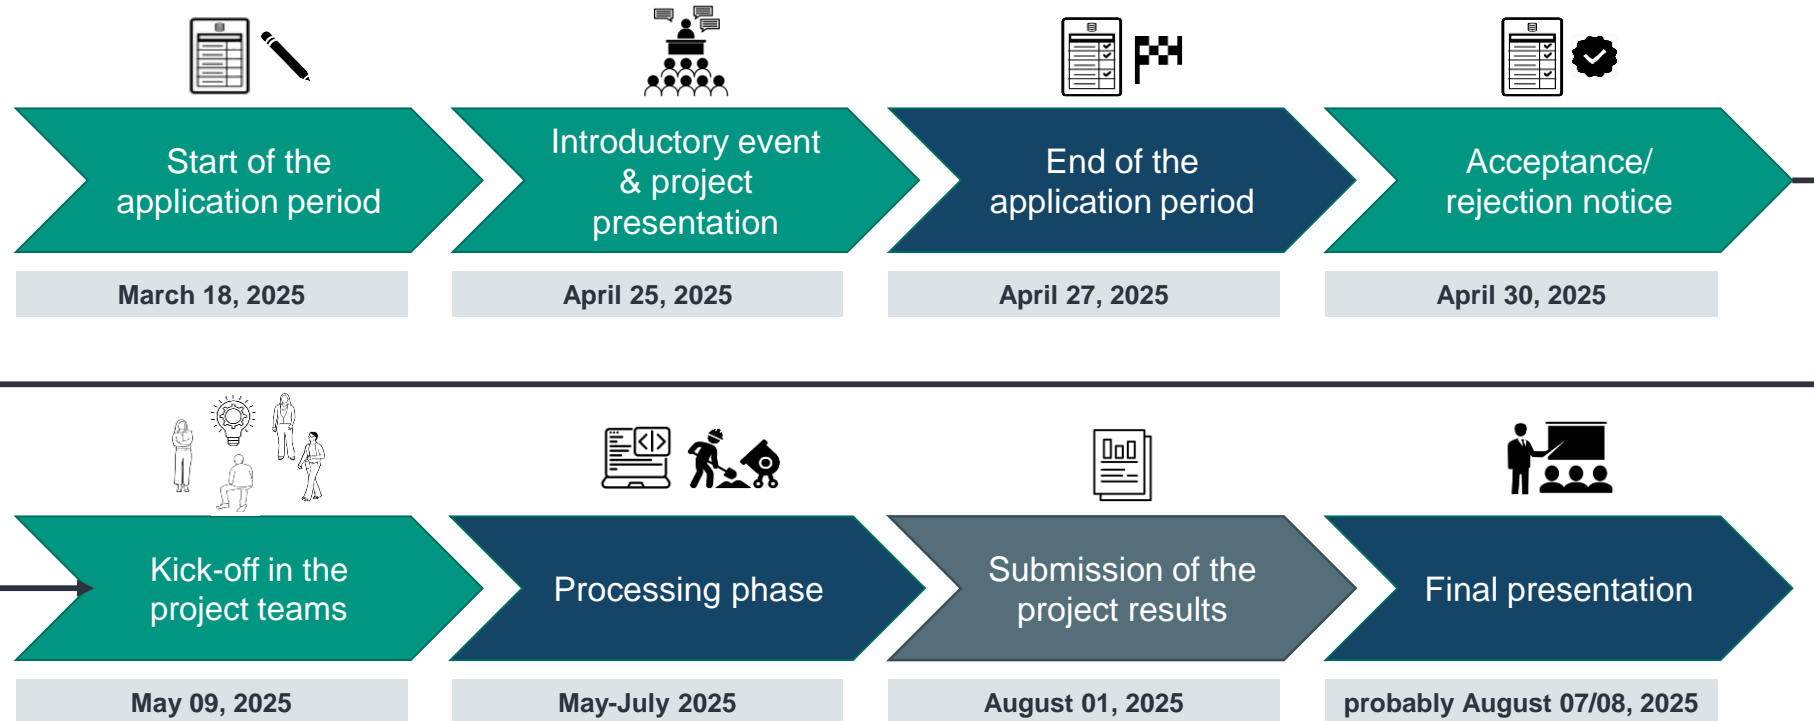 Start of the
application period
Introductory event
& project
presentation
End of the
application period
Acceptance/
rejection notice
March 18, 2025
April 25, 2025
April 27, 2025
April 30, 2025
Kick-off in the
project teams
Processing phase
Submission of the
project results
Final presentation
May 09, 2025
May-July 2025
August 01, 2025
probably August 07/08, 2025